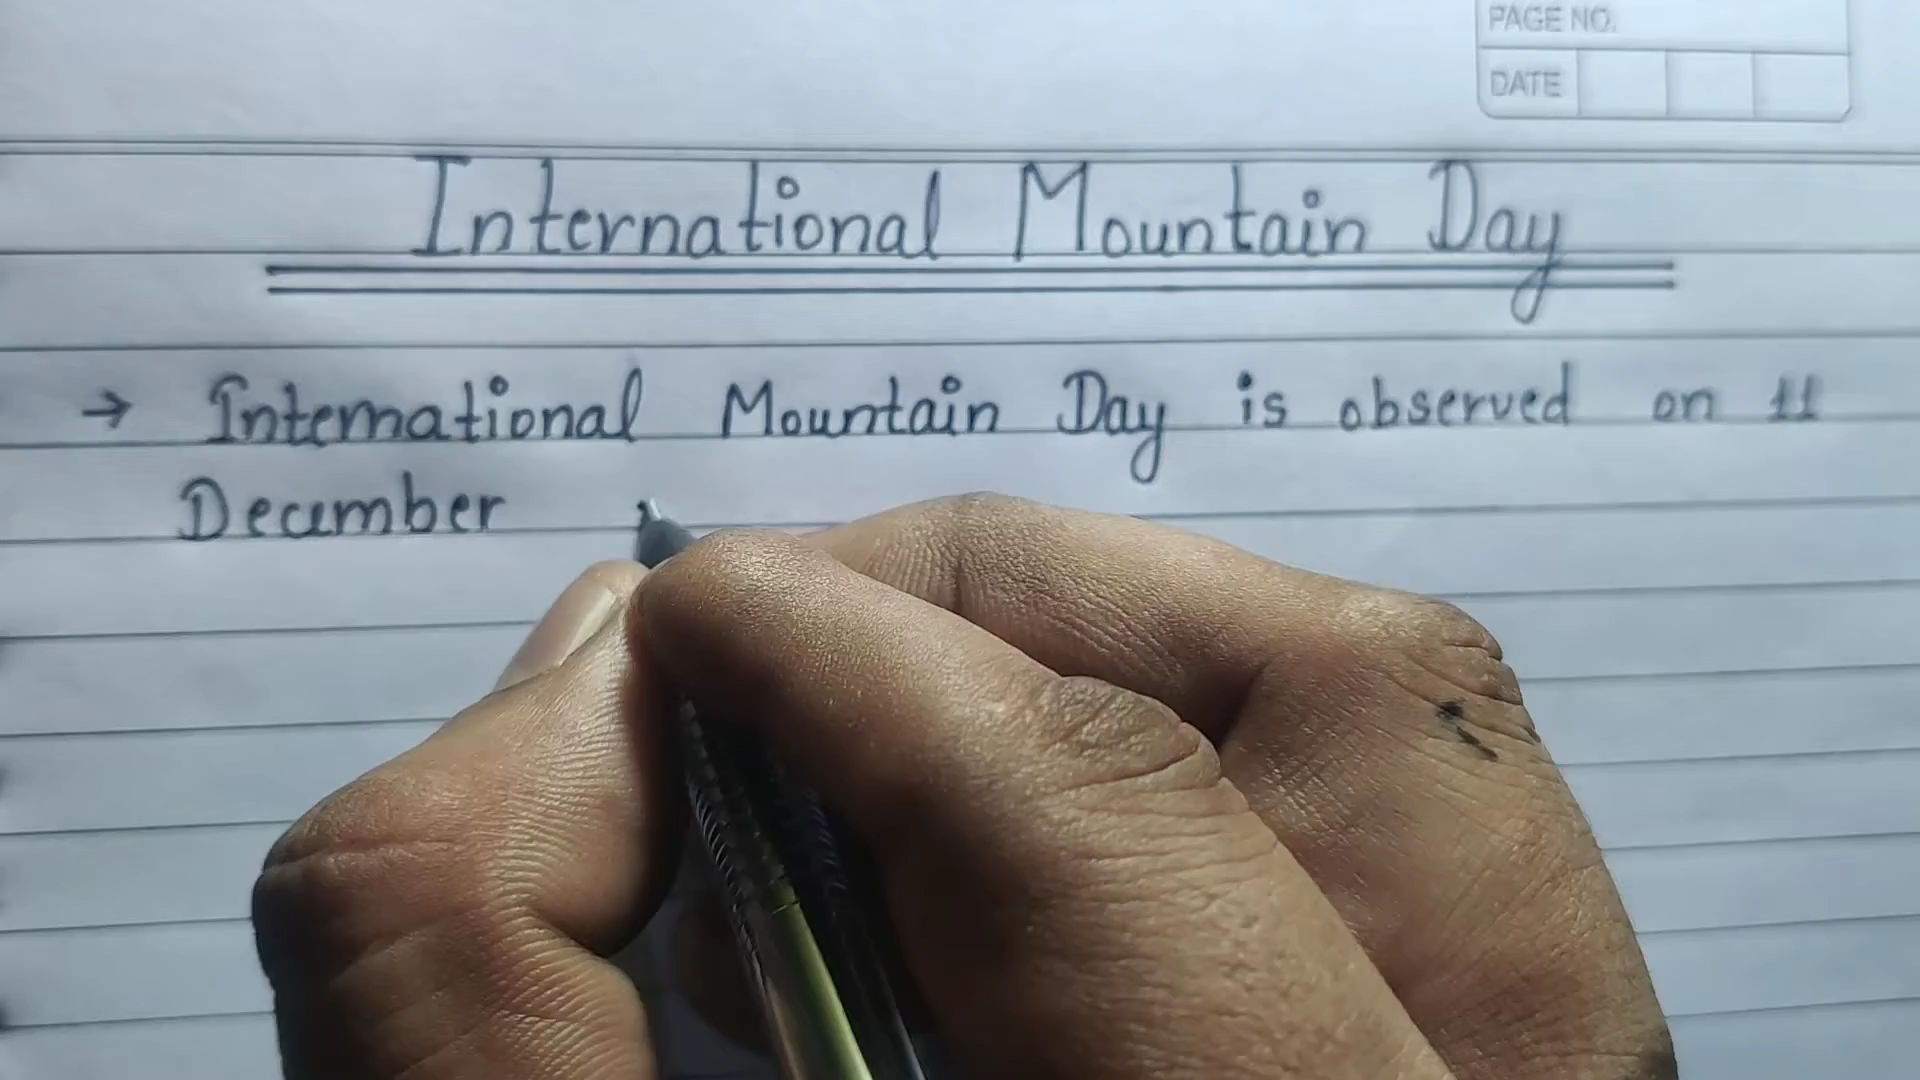 PAGE NO.
DATE
International Mountain Day
→ International Mountain Day is observed on 11
December